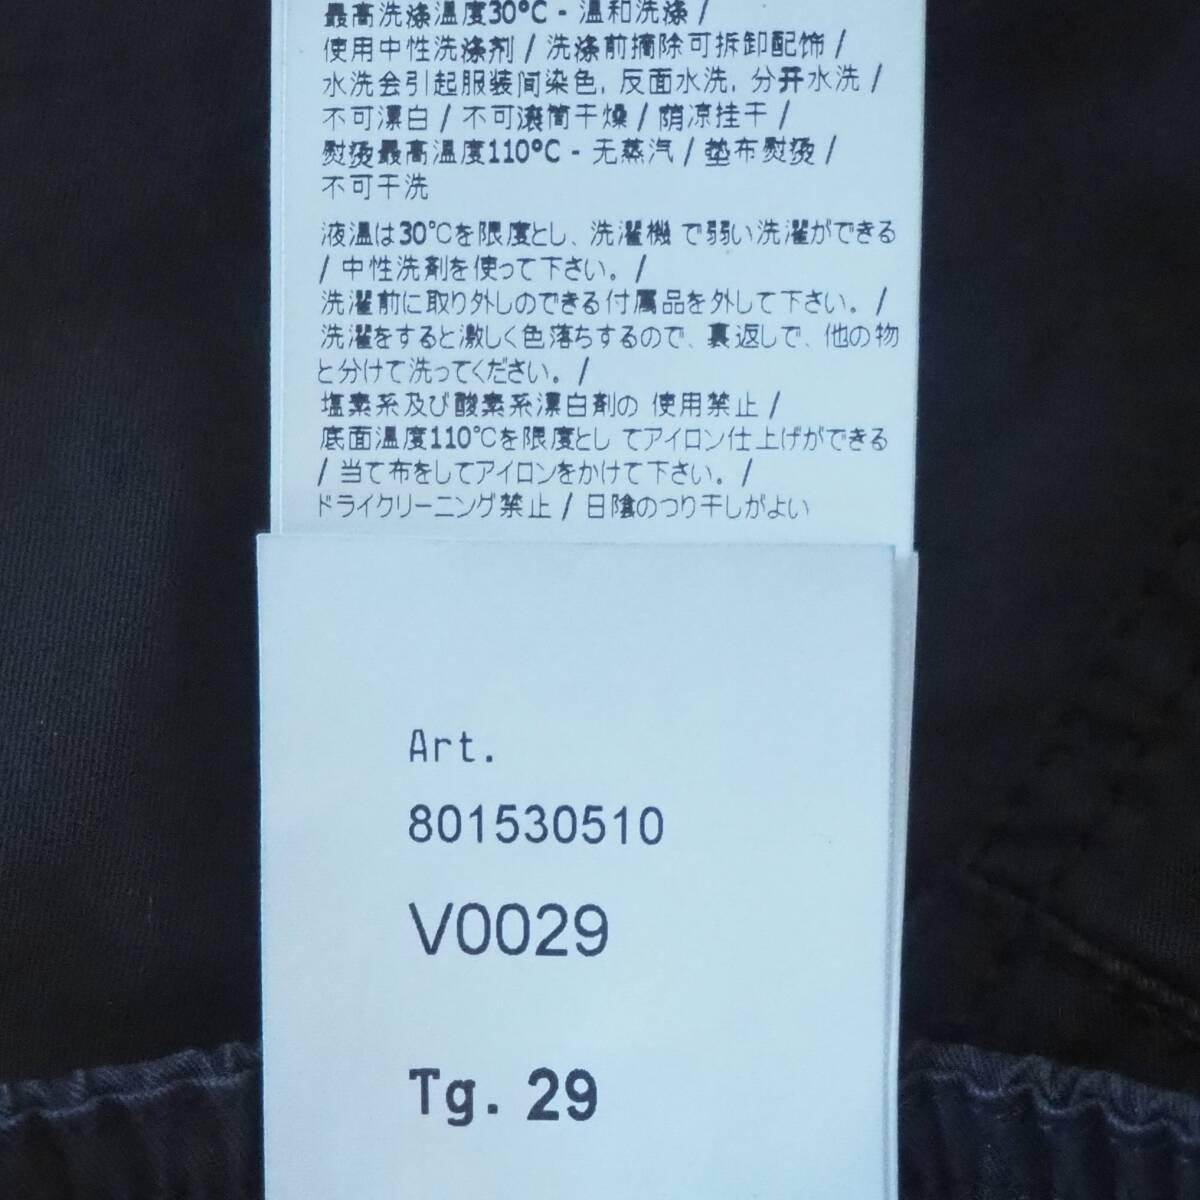 最高洗涤温度30°C - 温和洗涤 /
使用中性洗涤剂 / 洗涤前摘除可拆卸配饰 /
水洗会引起服装间染色, 反面水洗, 分开水洗 /
不可漂白 / 不可滚筒干燥 / 荫凉挂干 /
熨烫最高温度110°C - 无蒸汽 / 垫布熨烫 /
不可干洗
液温は30℃を限度とし、洗濯機 で弱い洗濯ができる
/ 中性洗剤を使って下さい。 /
洗濯前に取り外しのできる付属品を外して下さい。 /
洗濯をすると激しく色落ちするので、裏返しで、他の物
と分けて洗ってください。 /
塩素系及び酸素系漂白剤の 使用禁止 /
底面温度110℃を限度とし てアイロン仕上げができる
/ 当て布をしてアイロンをかけて下さい。 /
ドライクリーニング禁止 / 日陰のつり干しがよい
Art.
801530510
V0029
Tg. 29